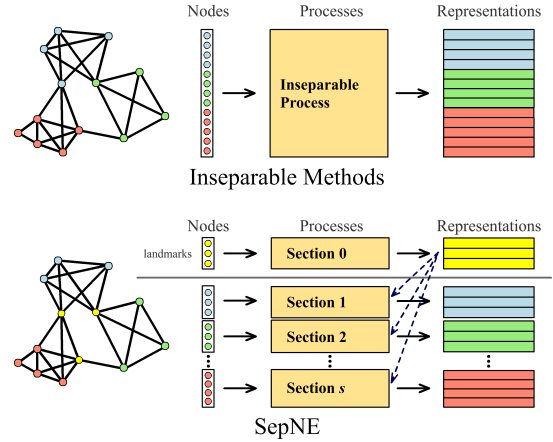 Nodes Processes Representations
Inseparable
Process
Inseparable Methods
Nodes Processes Representations
landmarks Section 0
Section 1
Section 2
Section s
SepNE